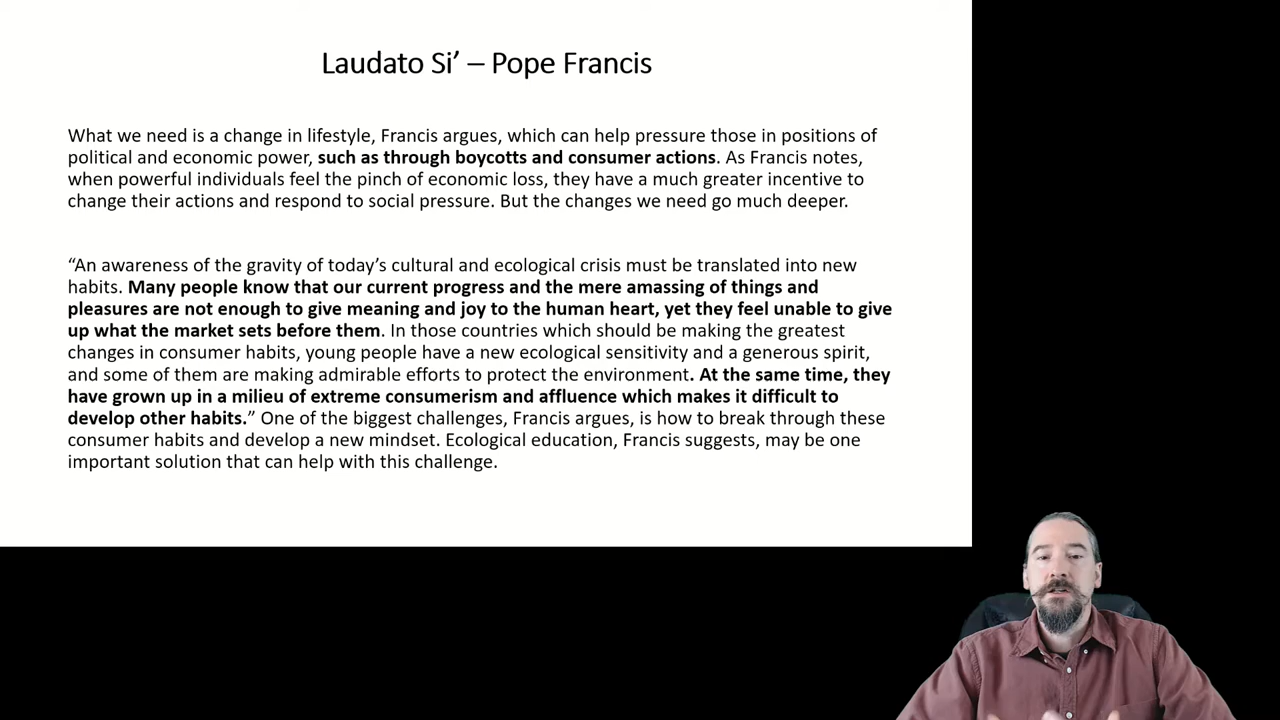 Laudato Si’ – Pope Francis
What we need is a change in lifestyle, Francis argues, which can help pressure those in positions of
political and economic power, such as through boycotts and consumer actions. As Francis notes,
when powerful individuals feel the pinch of economic loss, they have a much greater incentive to
change their actions and respond to social pressure. But the changes we need go much deeper.
“An awareness of the gravity of today’s cultural and ecological crisis must be translated into new
habits. Many people know that our current progress and the mere amassing of things and
pleasures are not enough to give meaning and joy to the human heart, yet they feel unable to give
up what the market sets before them. In those countries which should be making the greatest
changes in consumer habits, young people have a new ecological sensitivity and a generous spirit,
and some of them are making admirable efforts to protect the environment. At the same time, they
have grown up in a milieu of extreme consumerism and affluence which makes it difficult to
develop other habits.” One of the biggest challenges, Francis argues, is how to break through these
consumer habits and develop a new mindset. Ecological education, Francis suggests, may be one
important solution that can help with this challenge.